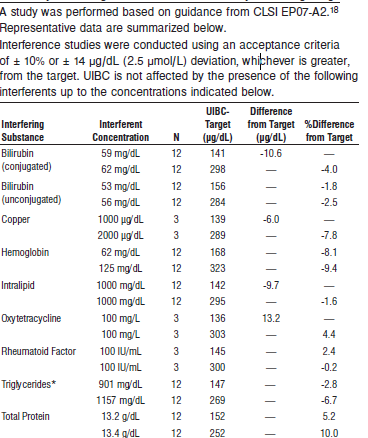 A study was performed based on guidance from CLSI EP07-A2.18
Representative data are summarized below.
Interference studies were conducted using an acceptance criteria
of ± 10% or ± 14 µg/dL (2.5 µmol/L) deviation, whichever is greater,
from the target. UIBC is not affected by the presence of the following
interferents up to the concentrations indicated below.
Interfering Substance | Interferent Concentration | N | UIBC-Target (µg/dL) | Difference from Target (µg/dL) | %Difference from Target
Bilirubin (conjugated) | 59 mg/dL | 12 | 141 | -10.6 | —
62 mg/dL | 12 | 298 | — | -4.0
Bilirubin (unconjugated) | 53 mg/dL | 12 | 156 | — | -1.8
56 mg/dL | 12 | 284 | — | -2.5
Copper | 1000 µg/dL | 3 | 139 | -6.0 | —
2000 µg/dL | 3 | 289 | — | -7.8
Hemoglobin | 62 mg/dL | 12 | 168 | — | -8.1
125 mg/dL | 12 | 323 | — | -9.4
Intralipid | 1000 mg/dL | 12 | 142 | -9.7 | —
1000 mg/dL | 12 | 295 | — | -1.6
Oxytetracycline | 100 mg/L | 3 | 136 | 13.2 | —
100 mg/L | 3 | 303 | — | 4.4
Rheumatoid Factor | 100 IU/mL | 3 | 145 | — | 2.4
100 IU/mL | 3 | 300 | — | -0.2
Triglycerides* | 901 mg/dL | 12 | 147 | — | -2.8
1157 mg/dL | 12 | 269 | — | -6.7
Total Protein | 13.2 g/dL | 12 | 152 | — | 5.2
13.4 g/dL | 12 | 252 | — | 10.0